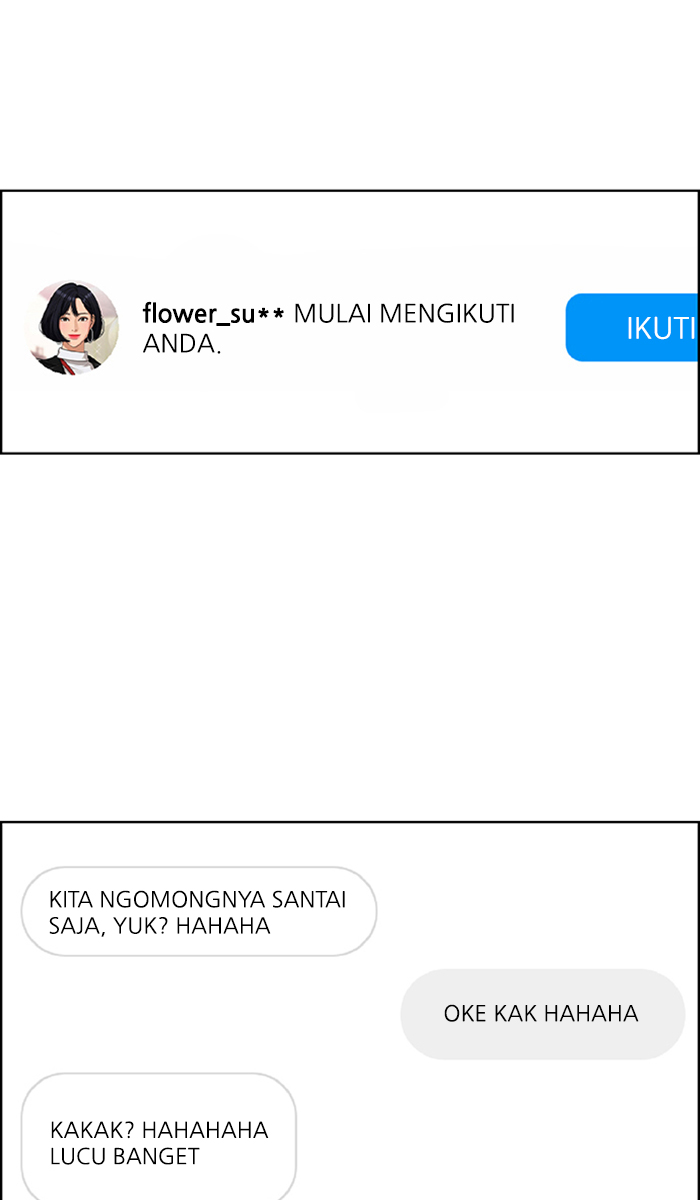 flower_su** MULAI MENGIKUTI
ANDA.
IKUTI
KITA NGOMONGNYA SANTAI
SAJA, YUK? HAHAHA
OKE KAK HAHAHA
KAKAK? HAHAHAHA
LUCU BANGET